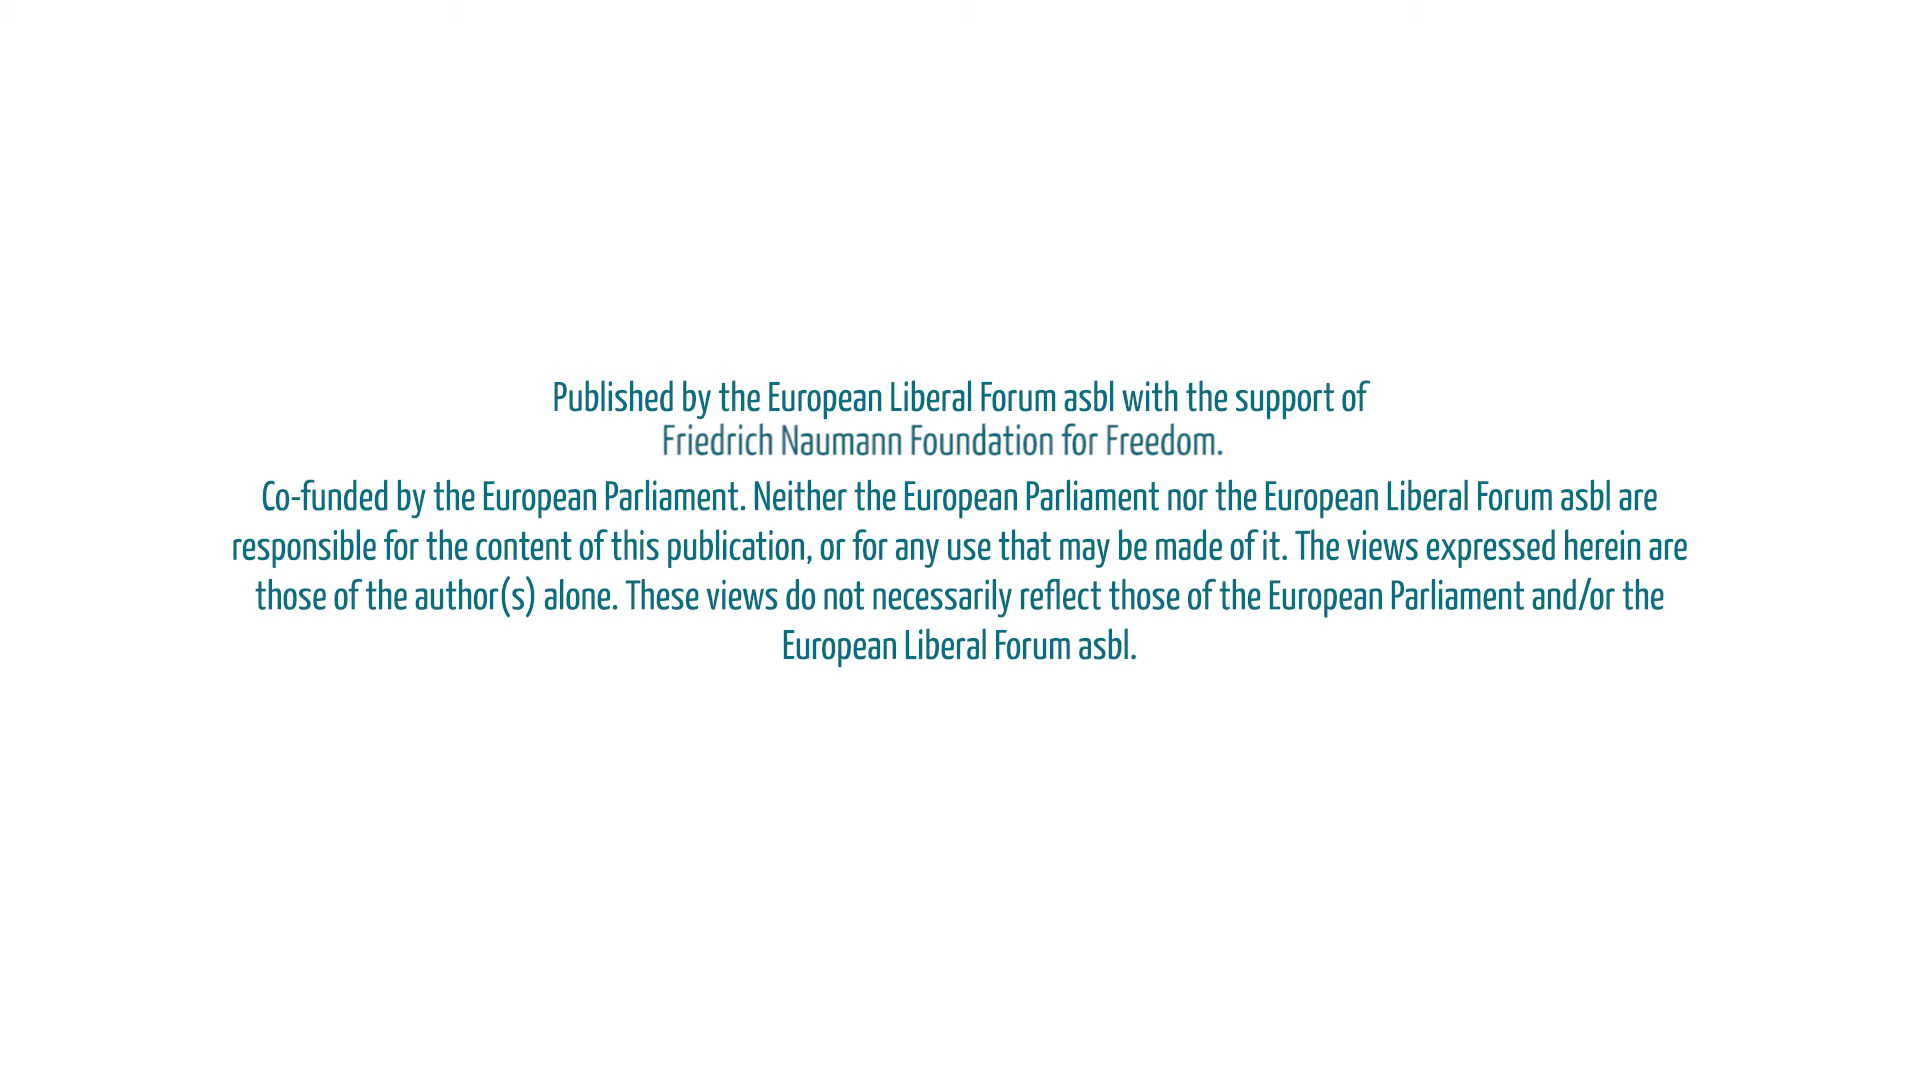 Published by the European Liberal Forum asbl with the support of
Friedrich Naumann Foundation for Freedom.
Co-funded by the European Parliament. Neither the European Parliament nor the European Liberal Forum asbl are
responsible for the content of this publication, or for any use that may be made of it. The views expressed herein are
those of the author(s) alone. These views do not necessarily reflect those of the European Parliament and/or the
European Liberal Forum asbl.